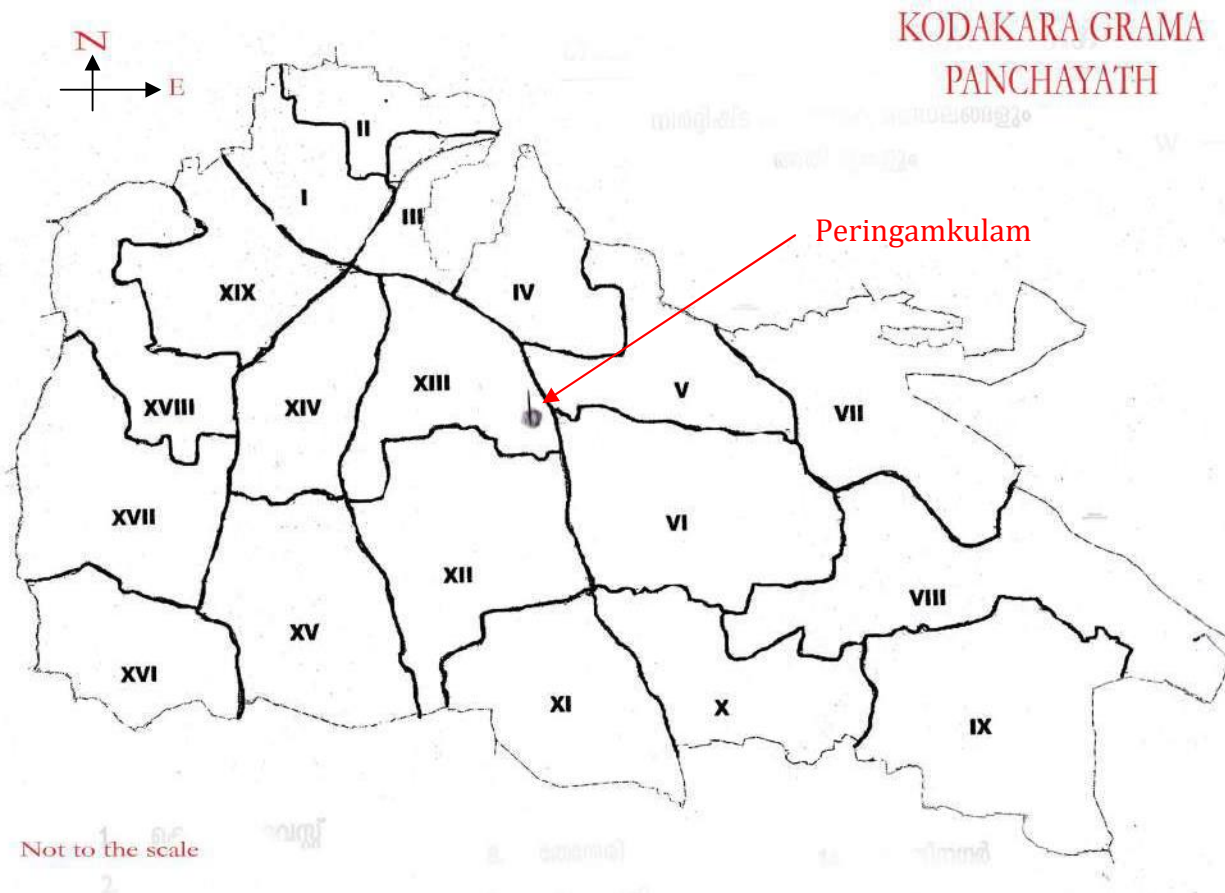 KODAKARA GRAMA
PANCHAYATH
N
E
II
I
III
Peringamkulam
XIX
IV
XIII
V
XVIII
XIV
VII
XVII
VI
XII
VIII
XV
XVI
XI
X
IX
Not to the scale